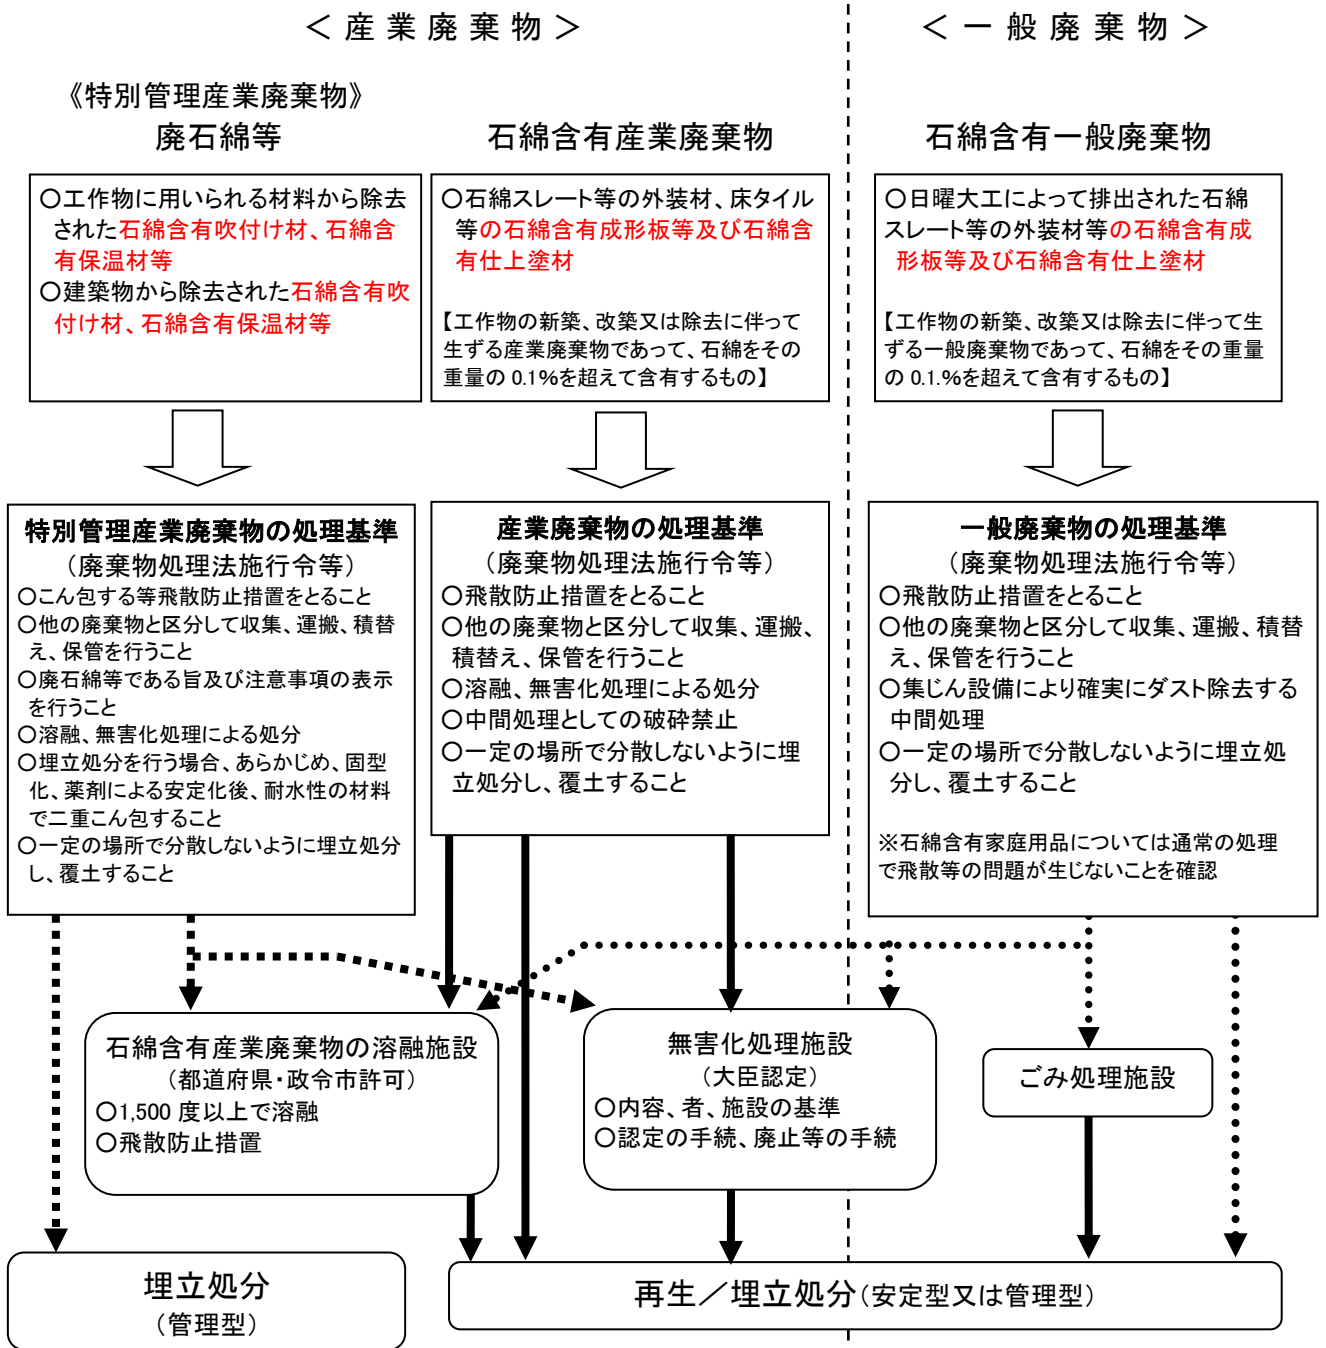 ＜産業廃棄物＞
＜一般廃棄物＞
《特別管理産業廃棄物》
廃石綿等
石綿含有産業廃棄物
石綿含有一般廃棄物
○工作物に用いられる材料から除去
された石綿含有吹付け材、石綿含
有保温材等
○建築物から除去された石綿含有吹
付け材、石綿含有保温材等
○石綿スレート等の外装材、床タイル
等の石綿含有成形板等及び石綿含
有仕上塗材
【工作物の新築、改築又は除去に伴って
生ずる産業廃棄物であって、石綿をその
重量の 0.1%を超えて含有するもの】
○日曜大工によって排出された石綿
スレート等の外装材等の石綿含有成
形板等及び石綿含有仕上塗材
【工作物の新築、改築又は除去に伴って生
ずる一般廃棄物であって、石綿をその重量
の 0.1.%を超えて含有するもの】
特別管理産業廃棄物の処理基準
（廃棄物処理法施行令等）
○こん包する等飛散防止措置をとること
○他の廃棄物と区分して収集、運搬、積替
え、保管を行うこと
○廃石綿等である旨及び注意事項の表示
を行うこと
○溶融、無害化処理による処分
○埋立処分を行う場合、あらかじめ、固型
化、薬剤による安定化後、耐水性の材料
で二重こん包すること
○一定の場所で分散しないように埋立処分
し、覆土すること
産業廃棄物の処理基準
（廃棄物処理法施行令等）
○飛散防止措置をとること
○他の廃棄物と区分して収集、運搬、
積替え、保管を行うこと
○溶融、無害化処理による処分
○中間処理としての破砕禁止
○一定の場所で分散しないように埋
立処分し、覆土すること
一般廃棄物の処理基準
（廃棄物処理法施行令等）
○飛散防止措置をとること
○他の廃棄物と区分して収集、運搬、積替
え、保管を行うこと
○集じん設備により確実にダスト除去する
中間処理
○一定の場所で分散しないように埋立処
分し、覆土すること
※石綿含有家庭用品については通常の処理
で飛散等の問題が生じないことを確認
石綿含有産業廃棄物の溶融施設
（都道府県・政令市許可）
○1,500 度以上で溶融
○飛散防止措置
無害化処理施設
（大臣認定）
○内容、者、施設の基準
○認定の手続、廃止等の手続
ごみ処理施設
埋立処分
（管理型）
再生／埋立処分（安定型又は管理型）